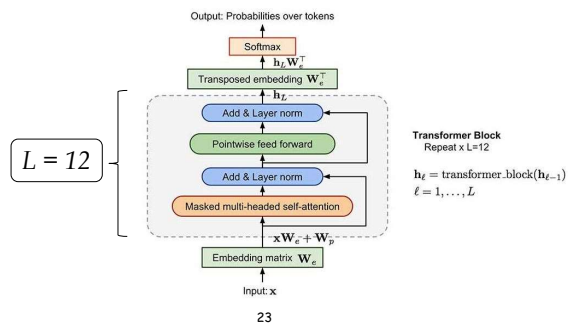 Output: Probabilities over tokens
Softmax
h_L W_e^⊤
Transposed embedding W_e^⊤
h_L
Add & Layer norm
Pointwise feed forward
Add & Layer norm
Masked multi-headed self-attention
xW_e + W_p
Embedding matrix W_e
Input: x
L = 12
Transformer Block
Repeat x L=12
h_ℓ = transformer_block(h_{ℓ−1})
ℓ = 1, . . . , L
23